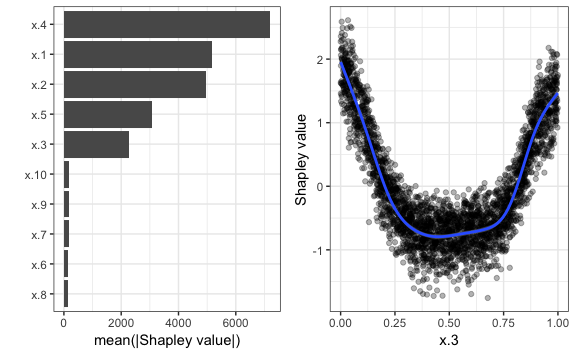 x.4
x.1
x.2
x.5
x.3
x.10
x.9
x.7
x.6
x.8
0 2000 4000 6000
mean(|Shapley value|)
Shapley value
2
1
0
-1
0.00 0.25 0.50 0.75 1.00
x.3